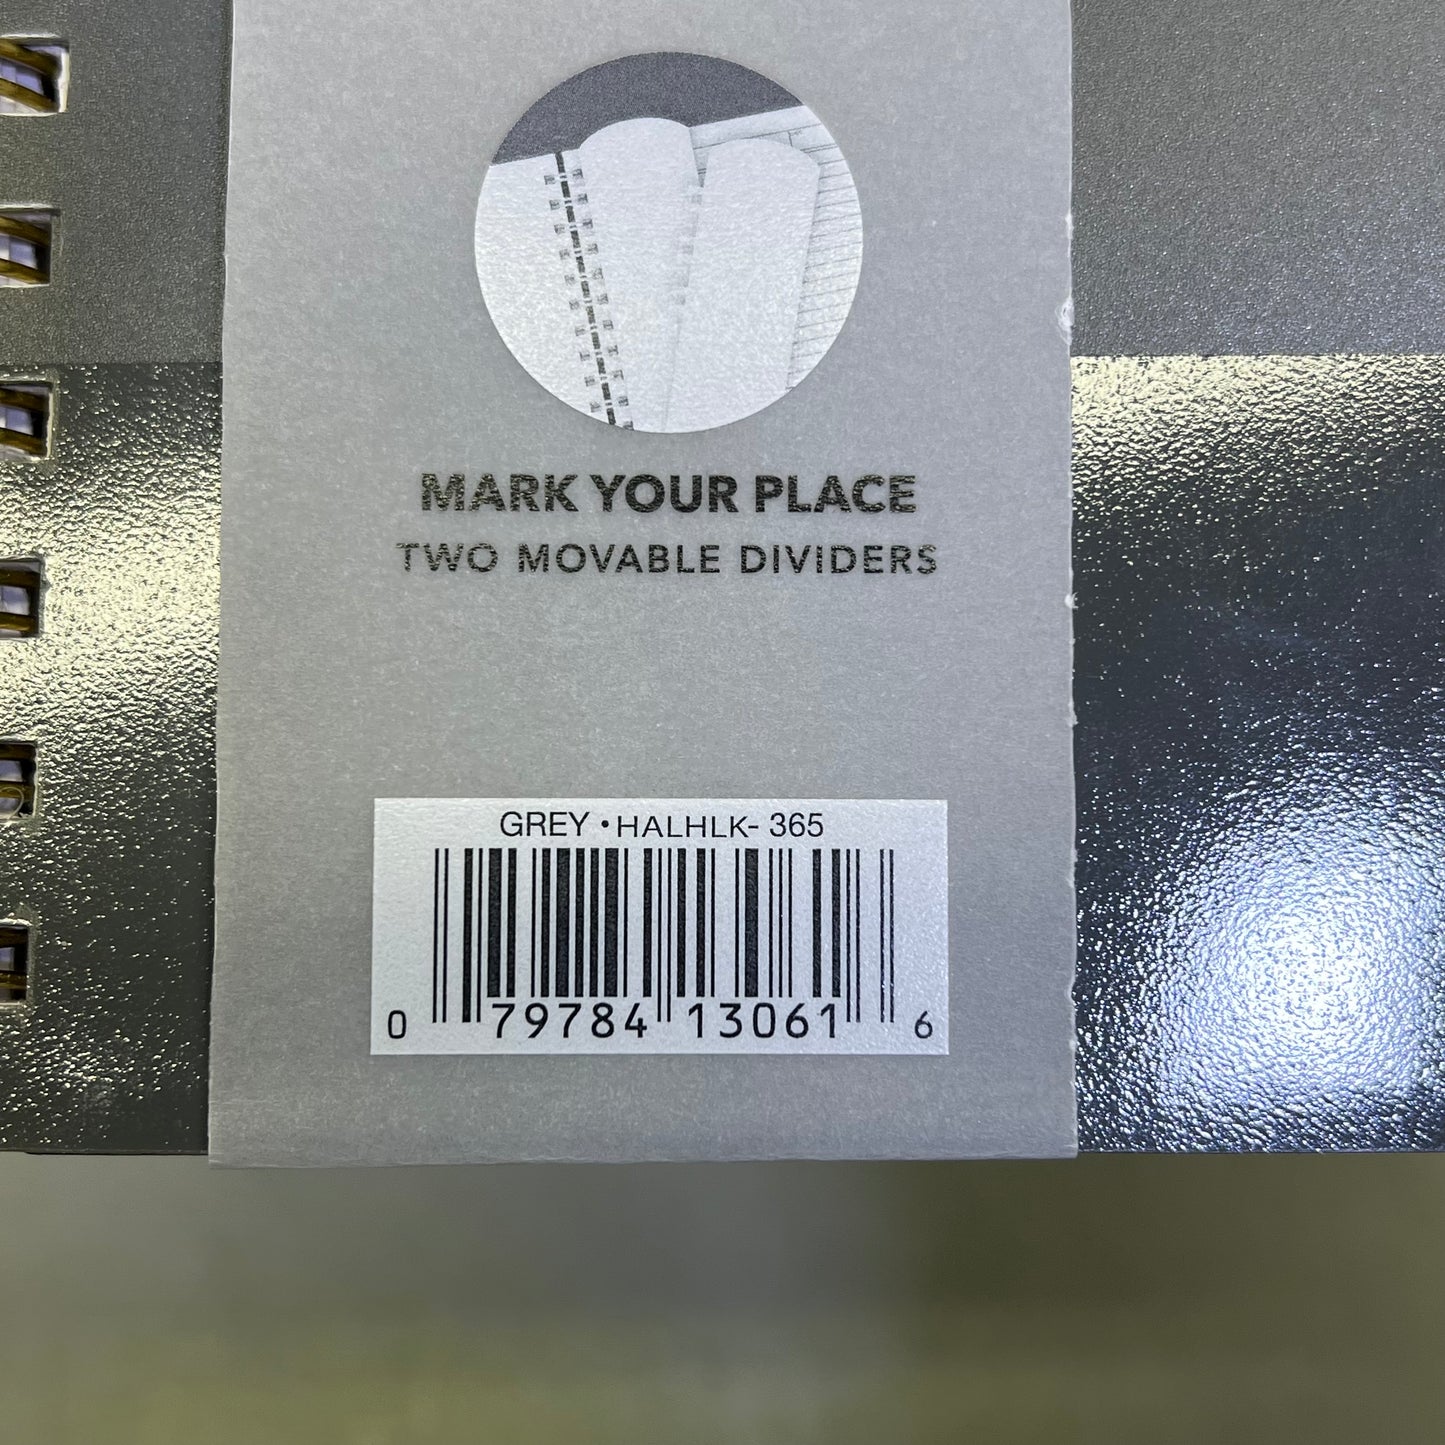 MARK YOUR PLACE
TWO MOVABLE DIVIDERS
GREY • HALHLK- 365
0 79784 13061 6